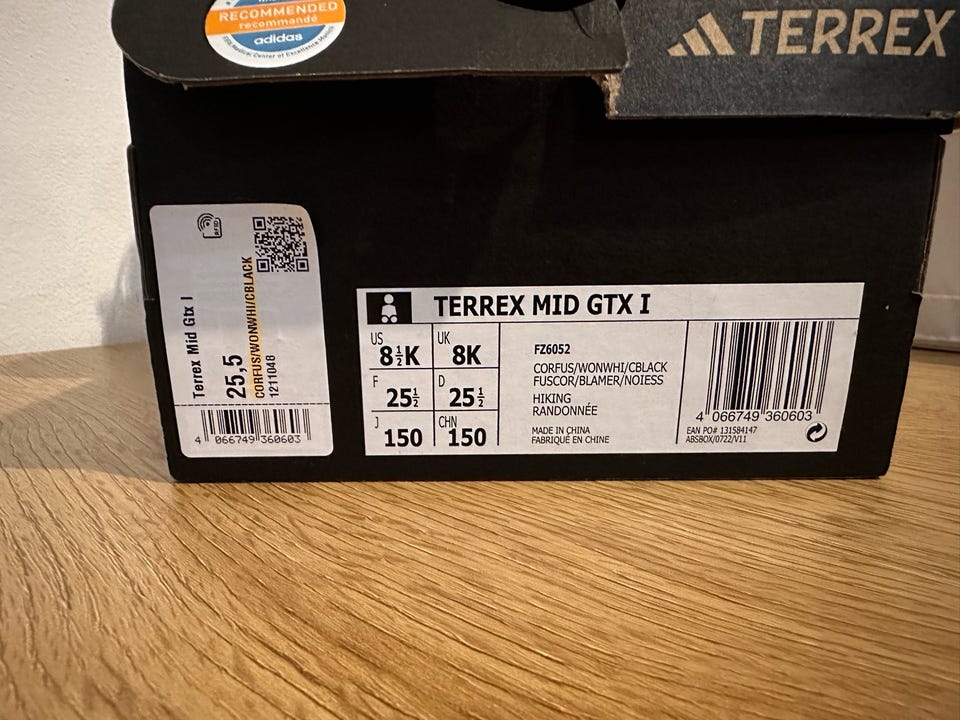 RECOMMENDED
recommandé
adidas
TERREX
RFID
Terrex Mid Gtx I
25,5
CORFUS/WONWHI/CBLACK
1211048
4 066749 360603
TERREX MID GTX I
US 8½K
UK 8K
F 25½
D 25½
J 150
CHN 150
FZ6052
CORFUS/WONWHI/CBLACK
FUSCOR/BLAMER/NOIESS
HIKING
RANDONNÉE
MADE IN CHINA
FABRIQUÉ EN CHINE
4 066749 360603
EAN PO# 131584147
ABSBOX/0722/V11